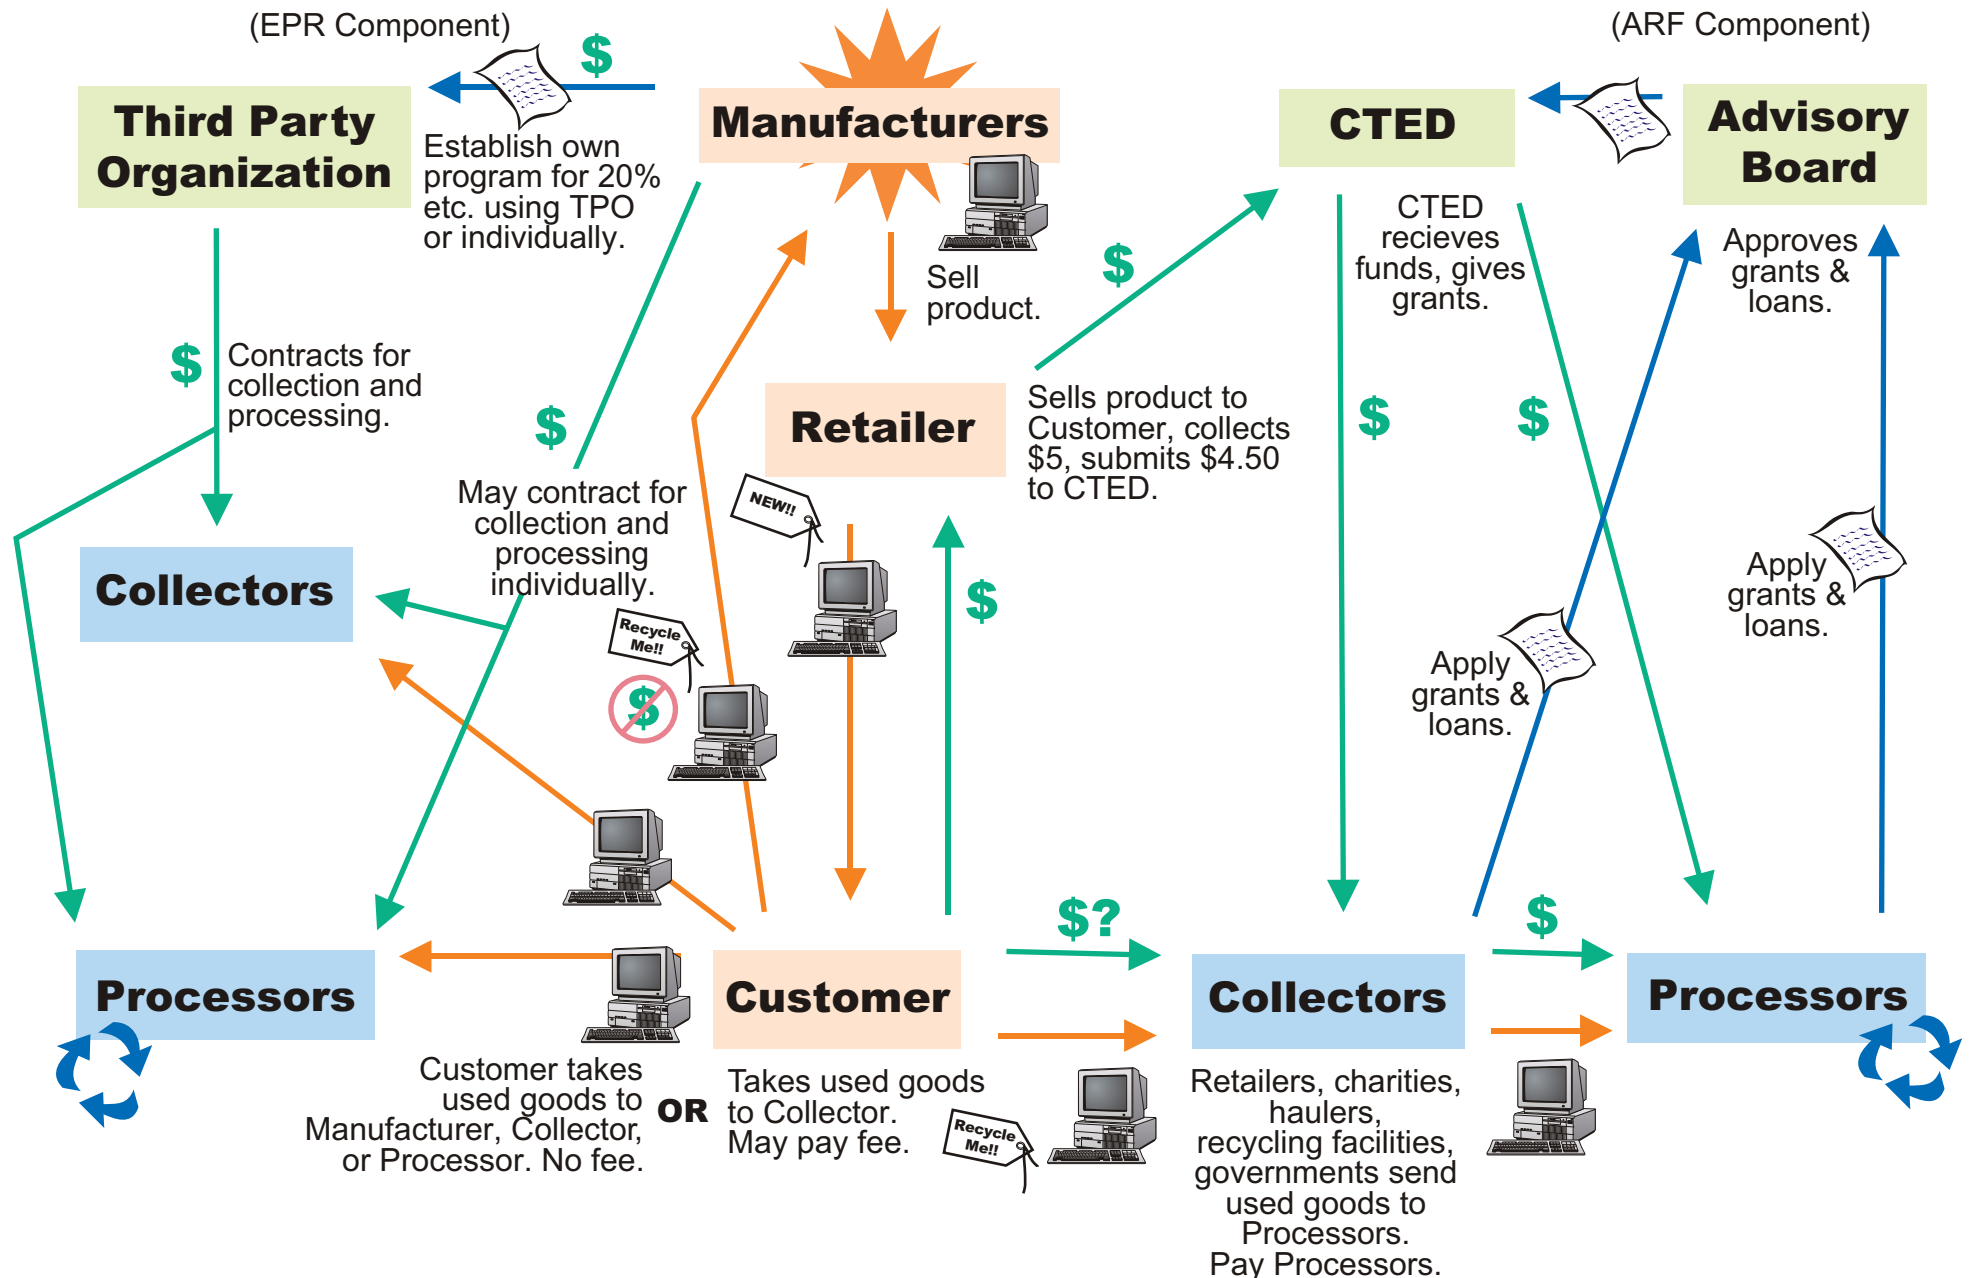 (EPR Component)
(ARF Component)
$
Third Party
Organization
Establish own
program for 20%
etc. using TPO
or individually.
Manufacturers
CTED
Advisory
Board
CTED
recieves
funds, gives
grants.
Approves
grants &
loans.
Sell
product.
$
$
Contracts for
collection and
processing.
$
Retailer
Sells product to
Customer, collects
$5, submits $4.50
to CTED.
$
$
May contract for
collection and
processing
individually.
NEW!!
Collectors
$
Recycle
Me!!
$
Apply
grants &
loans.
Apply
grants &
loans.
$?
$
Processors
Customer
Collectors
Processors
Customer takes
used goods to
Manufacturer, Collector,
or Processor. No fee.
OR
Takes used goods
to Collector.
May pay fee.
Recycle
Me!!
Retailers, charities,
haulers,
recycling facilities,
governments send
used goods to
Processors.
Pay Processors.